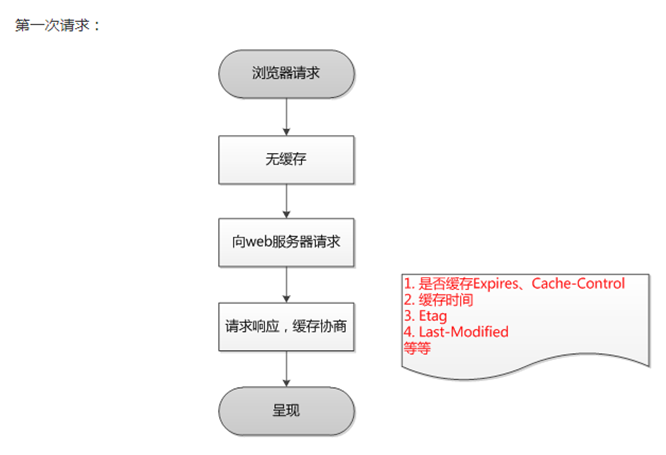 第一次请求：
浏览器请求
无缓存
向web服务器请求
请求响应，缓存协商
呈现
1. 是否缓存Expires、Cache-Control
2. 缓存时间
3. Etag
4. Last-Modified
等等